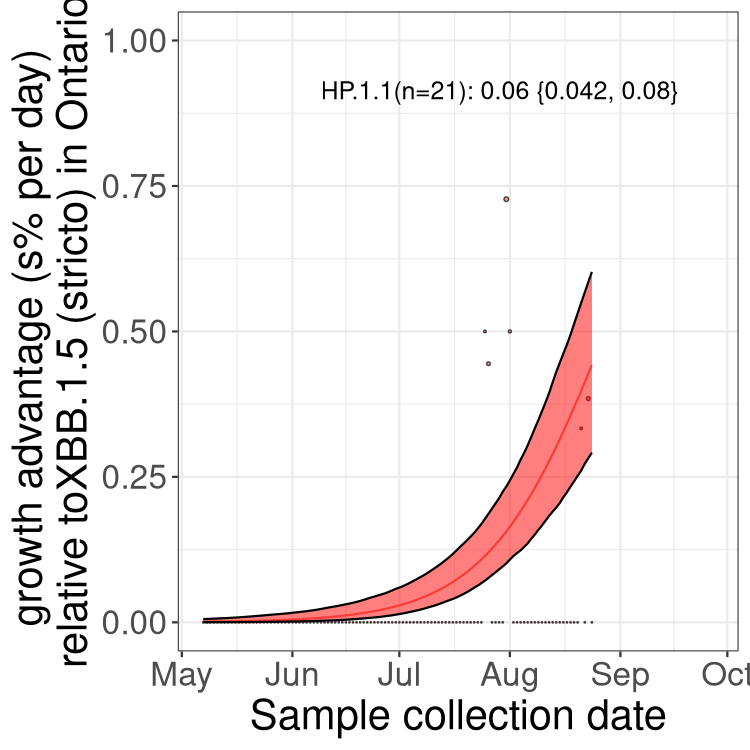 growth advantage (s% per day)
relative toXBB.1.5 (stricto) in Ontario
1.00
0.75
0.50
0.25
0.00
HP.1.1(n=21): 0.06 {0.042, 0.08}
May Jun Jul Aug Sep Oct
Sample collection date